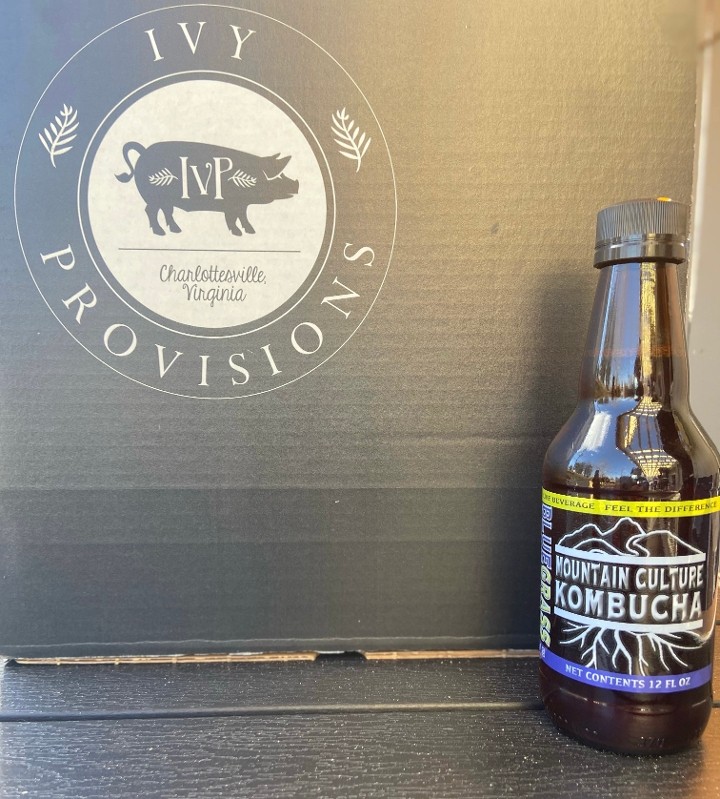 IVY
IVP
Charlottesville,
Virginia
PROVISIONS
BEVERAGE FEEL THE DIFFERENCE
BLUEGRASS
MOUNTAIN CULTURE
KOMBUCHA
NET CONTENTS 12 FL OZ